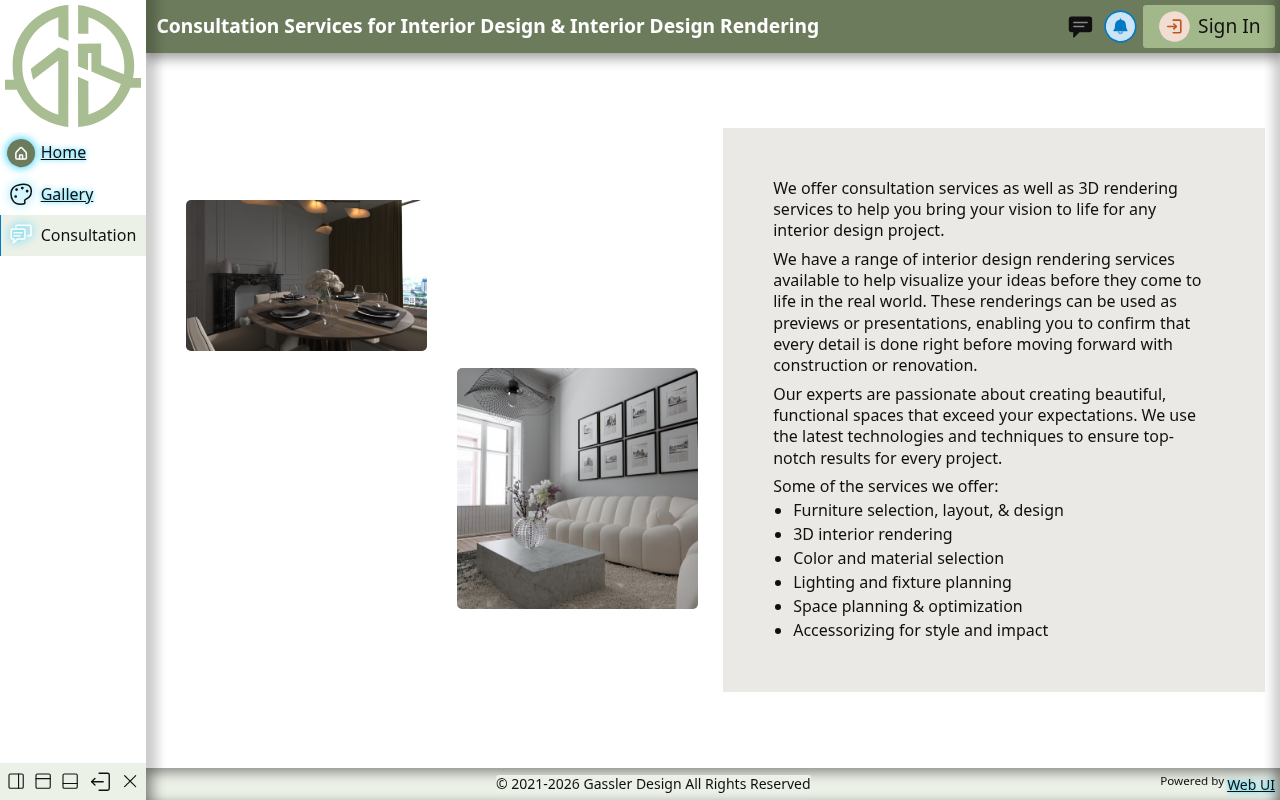 Consultation Services for Interior Design & Interior Design Rendering
Sign In
Home
Gallery
Consultation
We offer consultation services as well as 3D rendering
services to help you bring your vision to life for any
interior design project.
We have a range of interior design rendering services
available to help visualize your ideas before they come to
life in the real world. These renderings can be used as
previews or presentations, enabling you to confirm that
every detail is done right before moving forward with
construction or renovation.
Our experts are passionate about creating beautiful,
functional spaces that exceed your expectations. We use
the latest technologies and techniques to ensure top-
notch results for every project.
Some of the services we offer:
• Furniture selection, layout, & design
• 3D interior rendering
• Color and material selection
• Lighting and fixture planning
• Space planning & optimization
• Accessorizing for style and impact
© 2021-2026 Gassler Design All Rights Reserved
Powered by Web UI